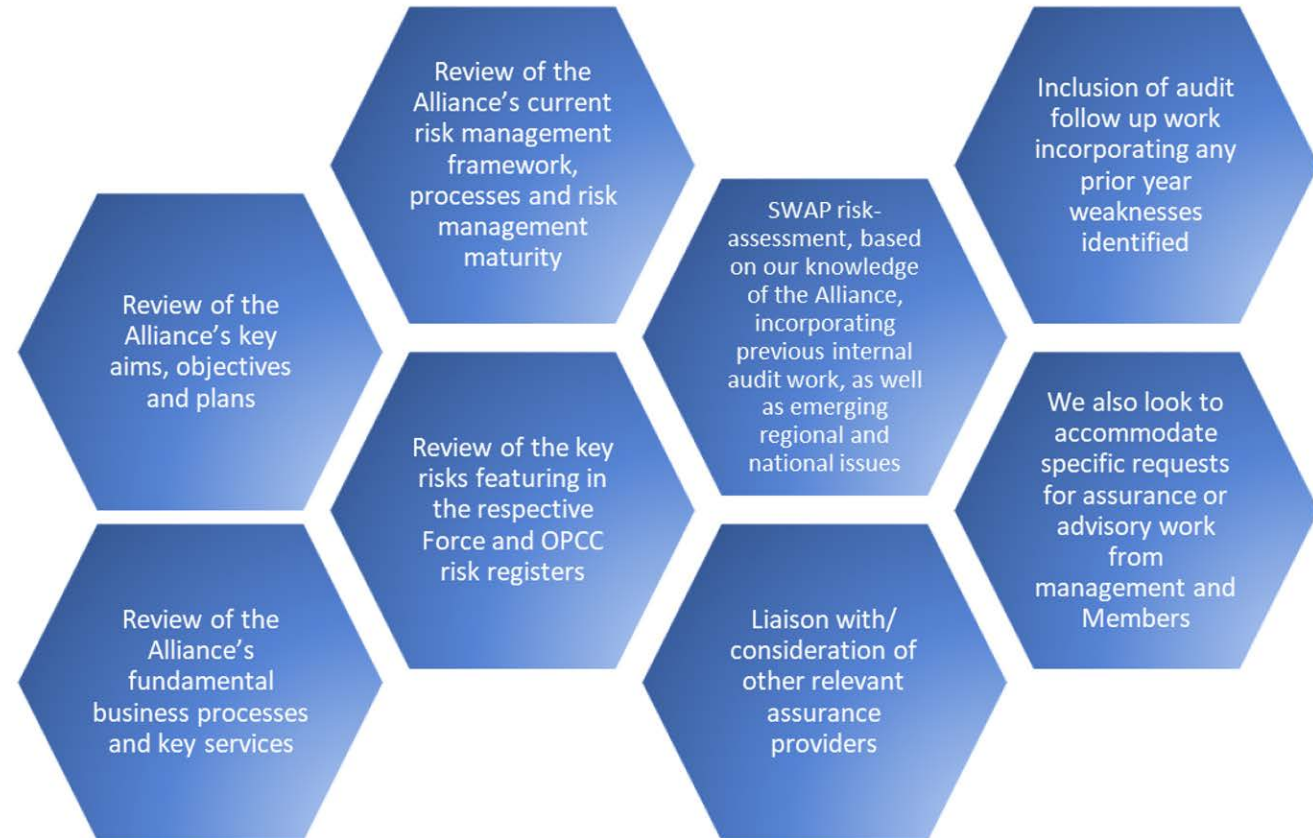 Review of the
Alliance's current
risk management
framework,
processes and risk
management
maturity
Inclusion of audit
follow up work
incorporating any
prior year
weaknesses
identified
SWAP risk-
assessment, based
on our knowledge
of the Alliance,
incorporating
previous internal
audit work, as well
as emerging
regional and
national issues
Review of the
Alliance's key
aims, objectives
and plans
Review of the key
risks featuring in
the respective
Force and OPCC
risk registers
We also look to
accommodate
specific requests
for assurance or
advisory work
from
management and
Members
Review of the
Alliance's
fundamental
business processes
and key services
Liaison with/
consideration of
other relevant
assurance
providers